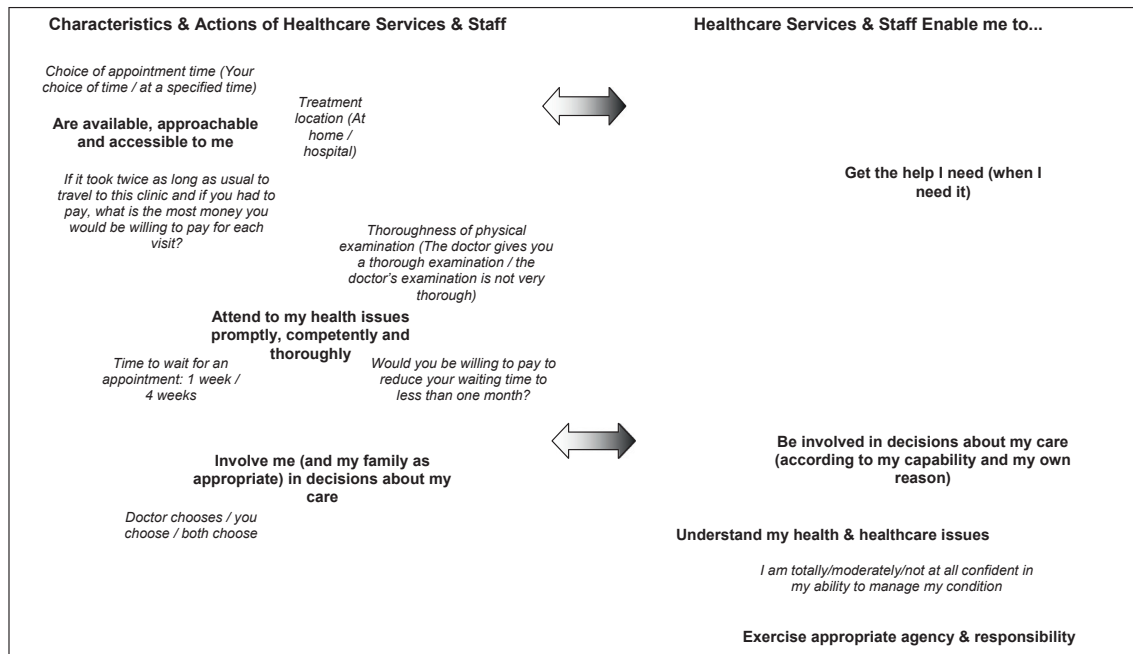 Characteristics & Actions of Healthcare Services & Staff
Choice of appointment time (Your
choice of time / at a specified time)
Treatment
location (At
home /
hospital)
Are available, approachable
and accessible to me
If it took twice as long as usual to
travel to this clinic and if you had to
pay, what is the most money you
would be willing to pay for each
visit?
Thoroughness of physical
examination (The doctor gives you
a thorough examination / the
doctor's examination is not very
thorough)
Attend to my health issues
promptly, competently and
thoroughly
Time to wait for an
appointment: 1 week /
4 weeks
Would you be willing to pay to
reduce your waiting time to
less than one month?
Involve me (and my family as
appropriate) in decisions about my
care
Doctor chooses / you
choose / both choose
Healthcare Services & Staff Enable me to...
Get the help I need (when I
need it)
Be involved in decisions about my care
(according to my capability and my own
reason)
Understand my health & healthcare issues
I am totally/moderately/not at all confident in
my ability to manage my condition
Exercise appropriate agency & responsibility